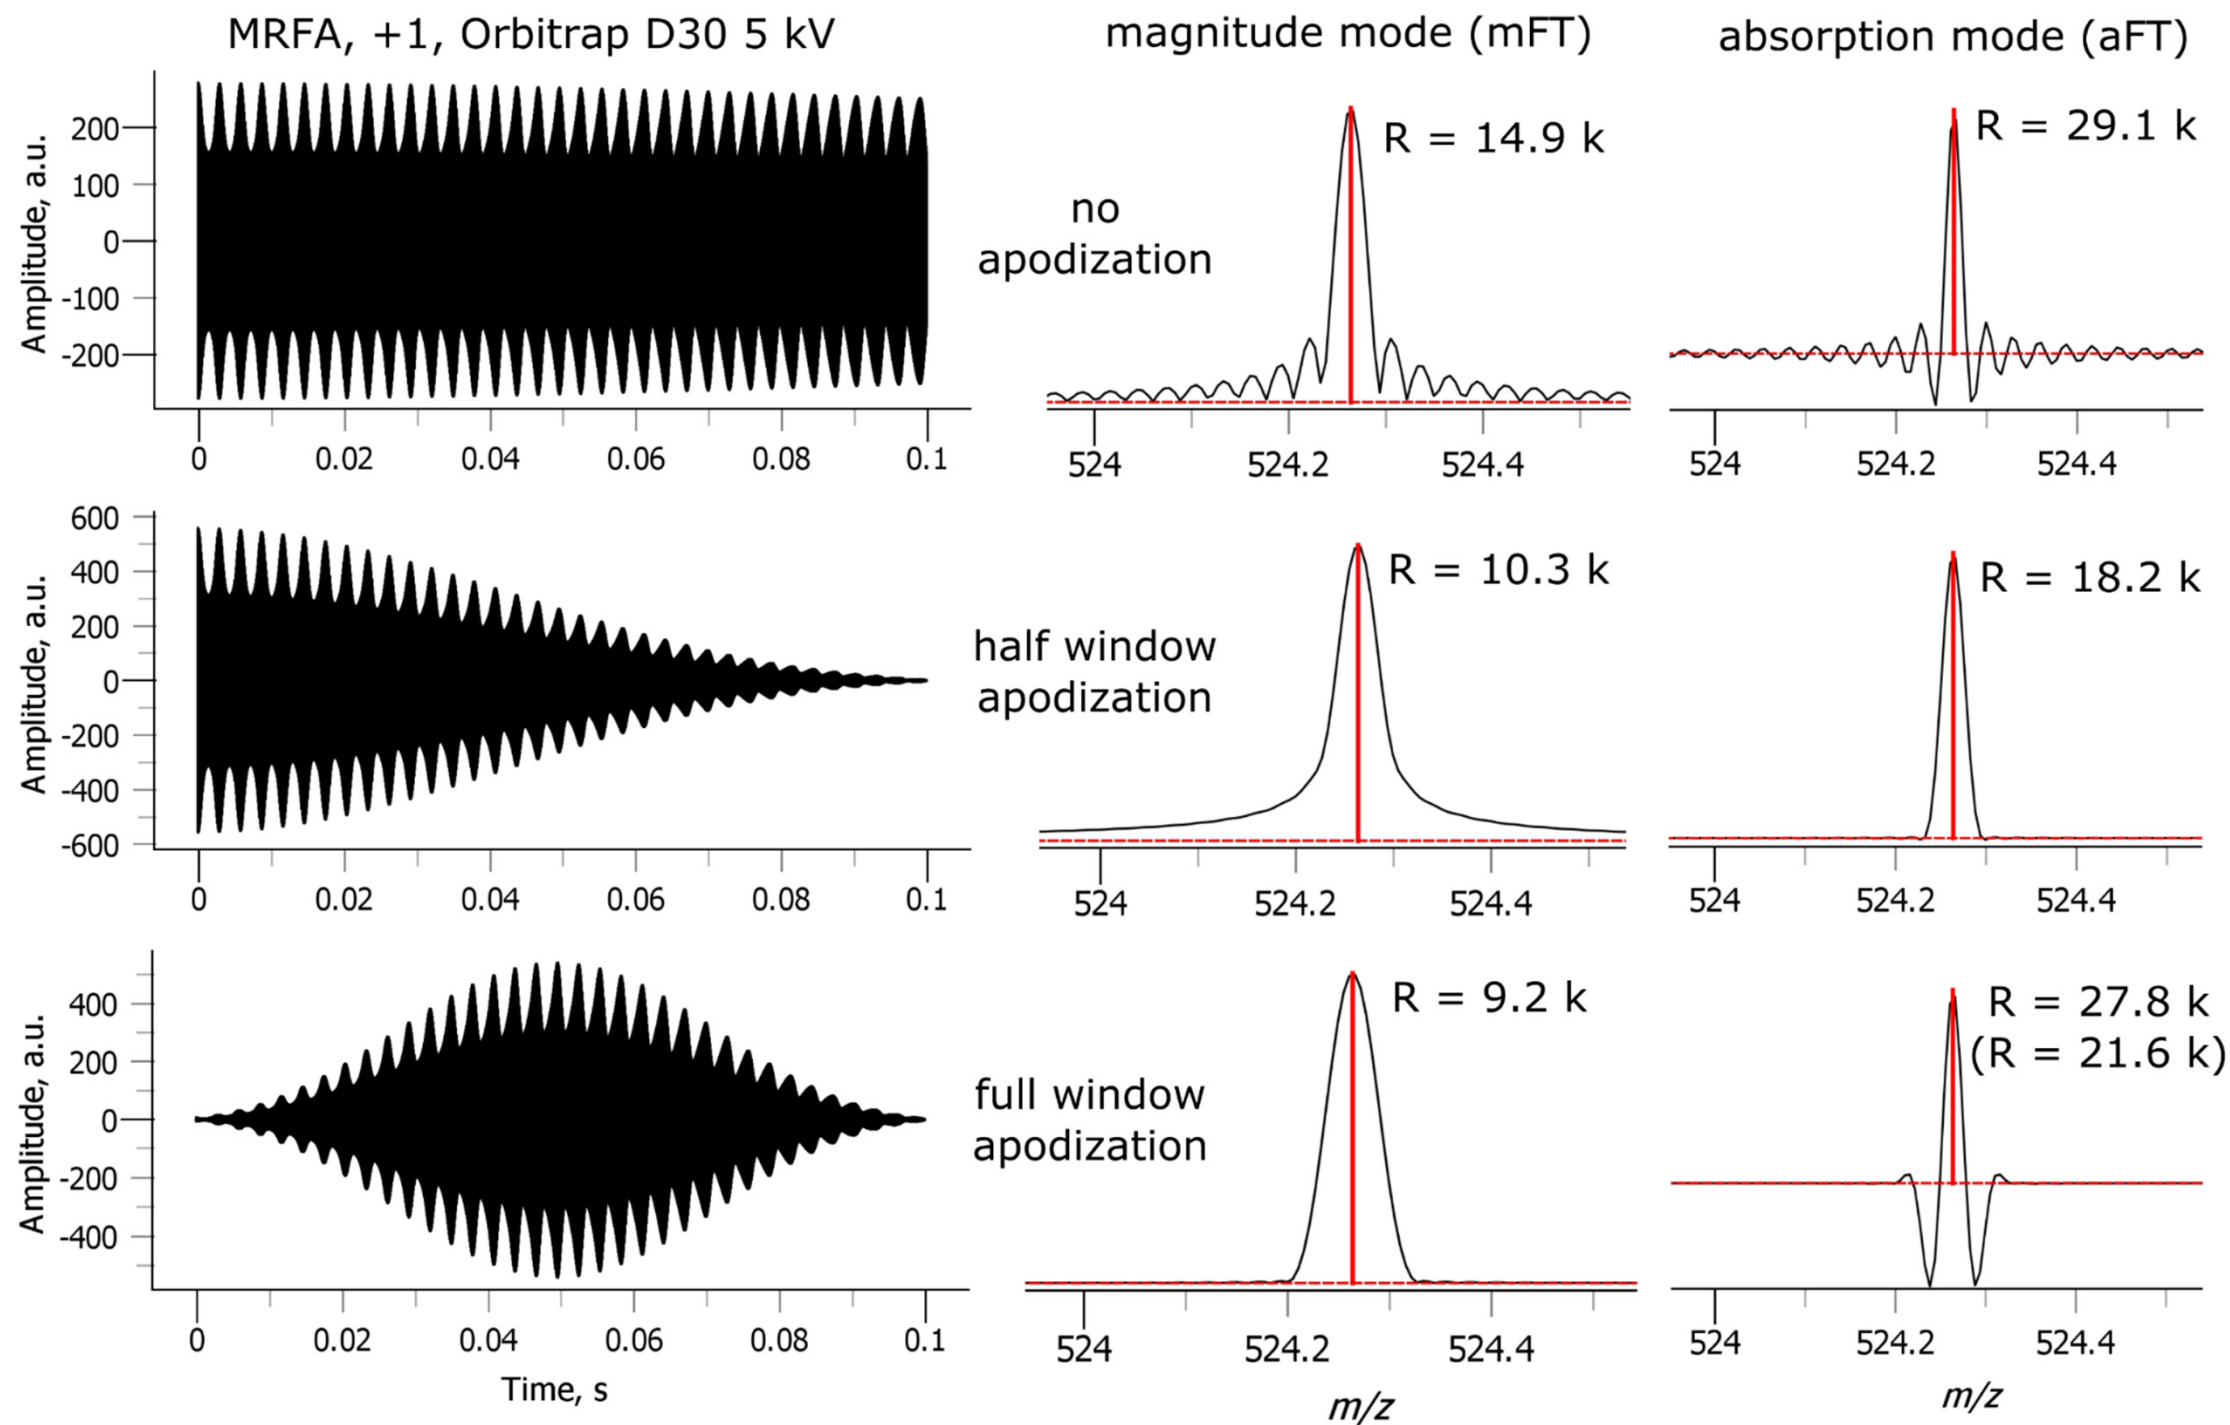 MRFA, +1, Orbitrap D30 5 kV
magnitude mode (mFT)
absorption mode (aFT)
Amplitude, a.u.
200
100
0
-100
-200
0
0.02
0.04
0.06
0.08
0.1
no
apodization
R = 14.9 k
524
524.2
524.4
R = 29.1 k
524
524.2
524.4
Amplitude, a.u.
600
400
200
0
-200
-400
-600
0
0.02
0.04
0.06
0.08
0.1
half window
apodization
R = 10.3 k
524
524.2
524.4
R = 18.2 k
524
524.2
524.4
Amplitude, a.u.
400
200
0
-200
-400
0
0.02
0.04
0.06
0.08
0.1
Time, s
full window
apodization
R = 9.2 k
524
524.2
524.4
m/z
R = 27.8 k
(R = 21.6 k)
524
524.2
524.4
m/z